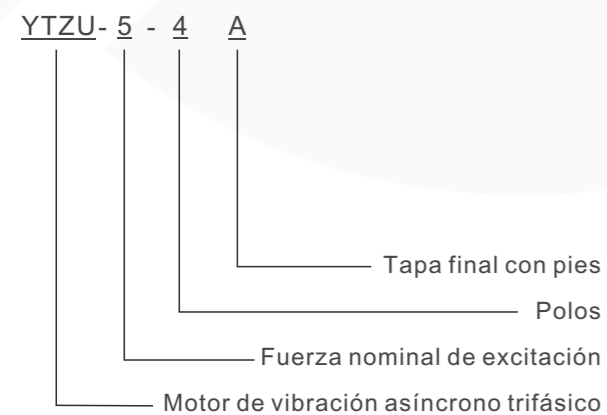 YTZU- 5 - 4 A
Tapa final con pies
Polos
Fuerza nominal de excitación
Motor de vibración asíncrono trifásico